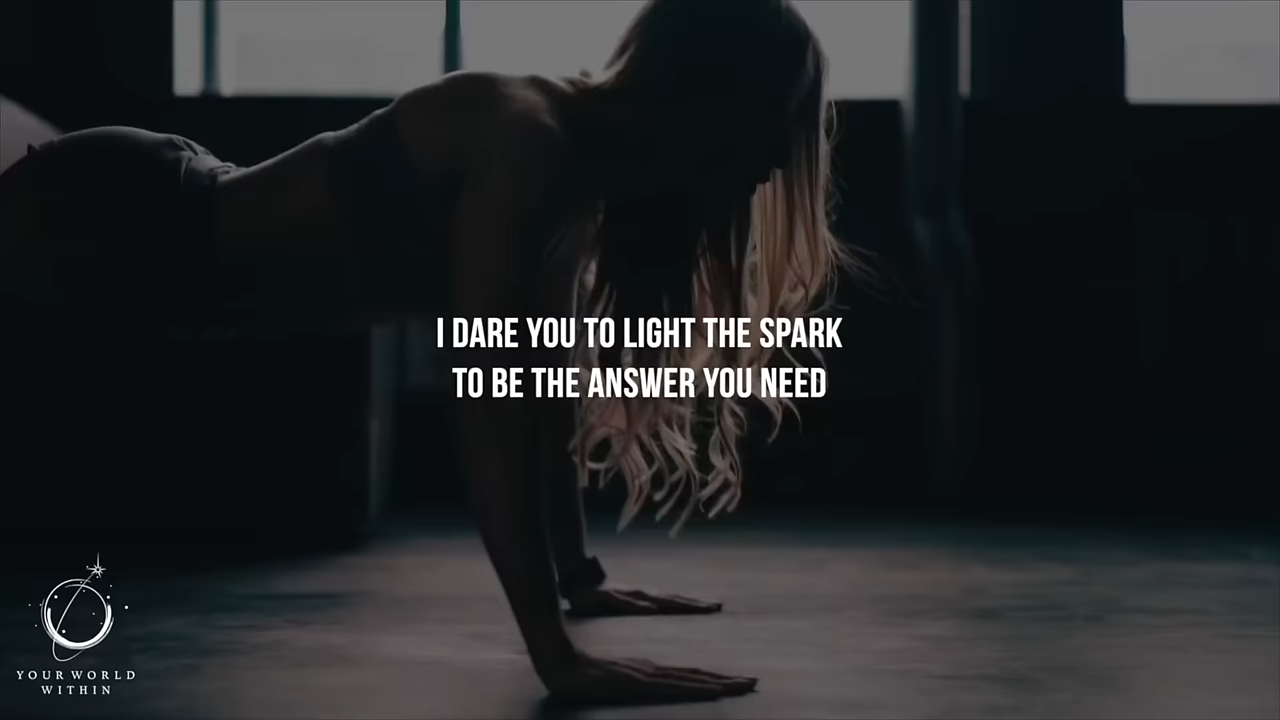 I DARE YOU TO LIGHT THE SPARK
TO BE THE ANSWER YOU NEED
YOUR WORLD
WITHIN